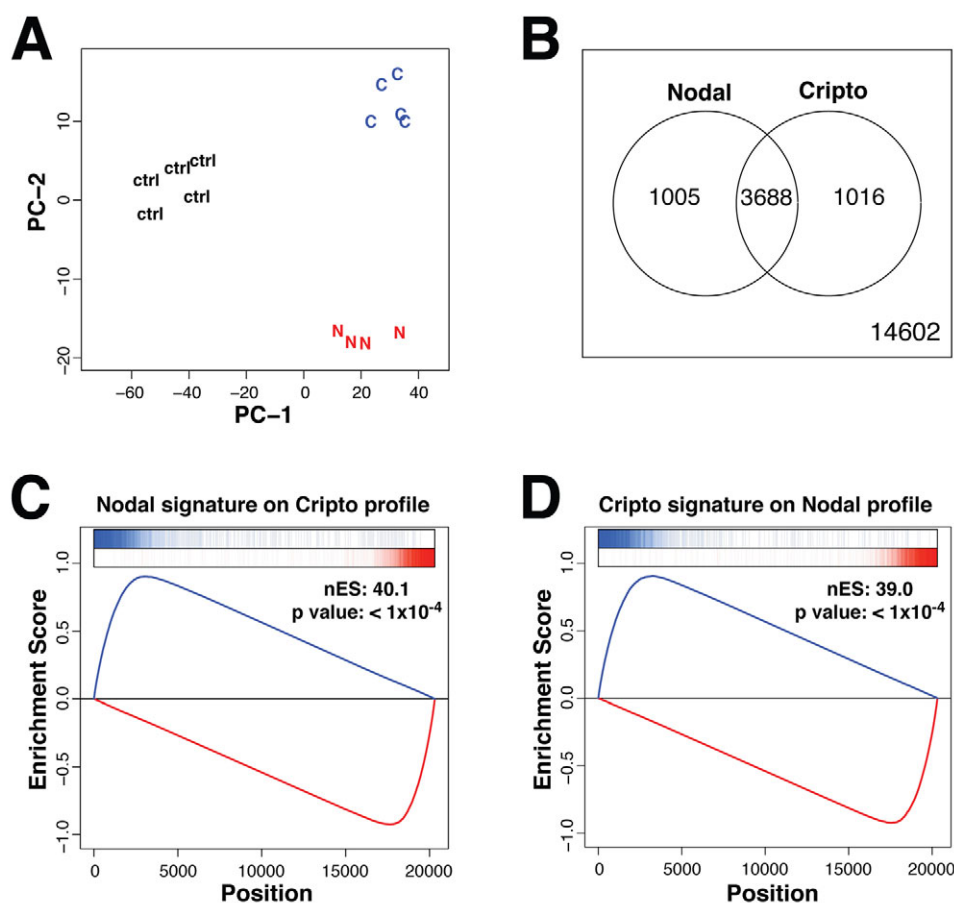 A
PC–2
10
0
−10
−20
C
C
C
C
C
ctrl
ctrl
ctrl
ctrl
ctrl
N
N
N
N
−60
−40
−20
0
20
40
PC–1
B
Nodal
Cripto
1005
3688
1016
14602
C
Nodal signature on Cripto profile
nES: 40.1
p value: < 1x10⁻⁴
Enrichment Score
1.0
0.5
0.0
−0.5
−1.0
0
5000
10000
15000
20000
Position
D
Cripto signature on Nodal profile
nES: 39.0
p value: < 1x10⁻⁴
Enrichment Score
1.0
0.5
0.0
−0.5
−1.0
0
5000
10000
15000
20000
Position